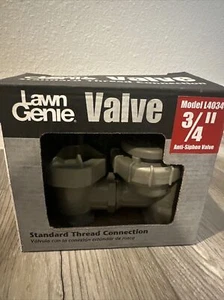 Lawn
Genie
Valve
Model L4034
3/4"
Anti-Siphon Valve
Standard Thread Connection
Válvula con la conexión estándar de rosca